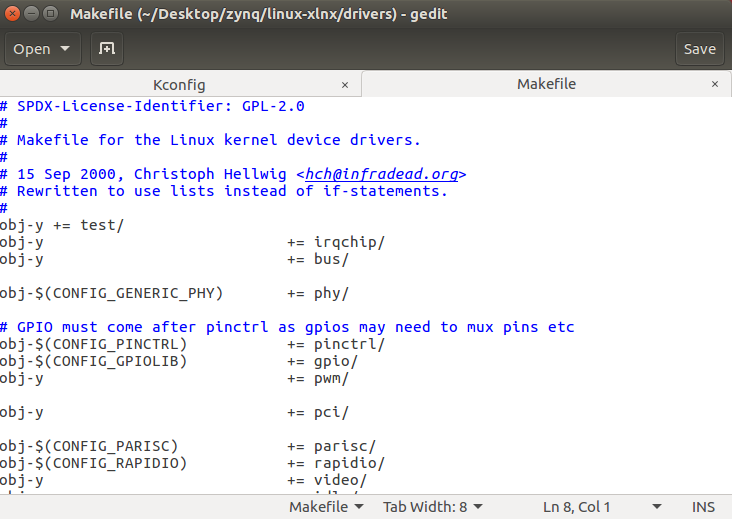 Makefile (~/Desktop/zynq/linux-xlnx/drivers) - gedit
Open Save
Kconfig × Makefile ×
# SPDX-License-Identifier: GPL-2.0
#
# Makefile for the Linux kernel device drivers.
#
# 15 Sep 2000, Christoph Hellwig <hch@infradead.org>
# Rewritten to use lists instead of if-statements.
#
obj-y += test/
obj-y += irqchip/
obj-y += bus/
obj-$(CONFIG_GENERIC_PHY) += phy/
# GPIO must come after pinctrl as gpios may need to mux pins etc
obj-$(CONFIG_PINCTRL) += pinctrl/
obj-$(CONFIG_GPIOLIB) += gpio/
obj-y += pwm/
obj-y += pci/
obj-$(CONFIG_PARISC) += parisc/
obj-$(CONFIG_RAPIDIO) += rapidio/
obj-y += video/
Makefile Tab Width: 8 Ln 8, Col 1 INS